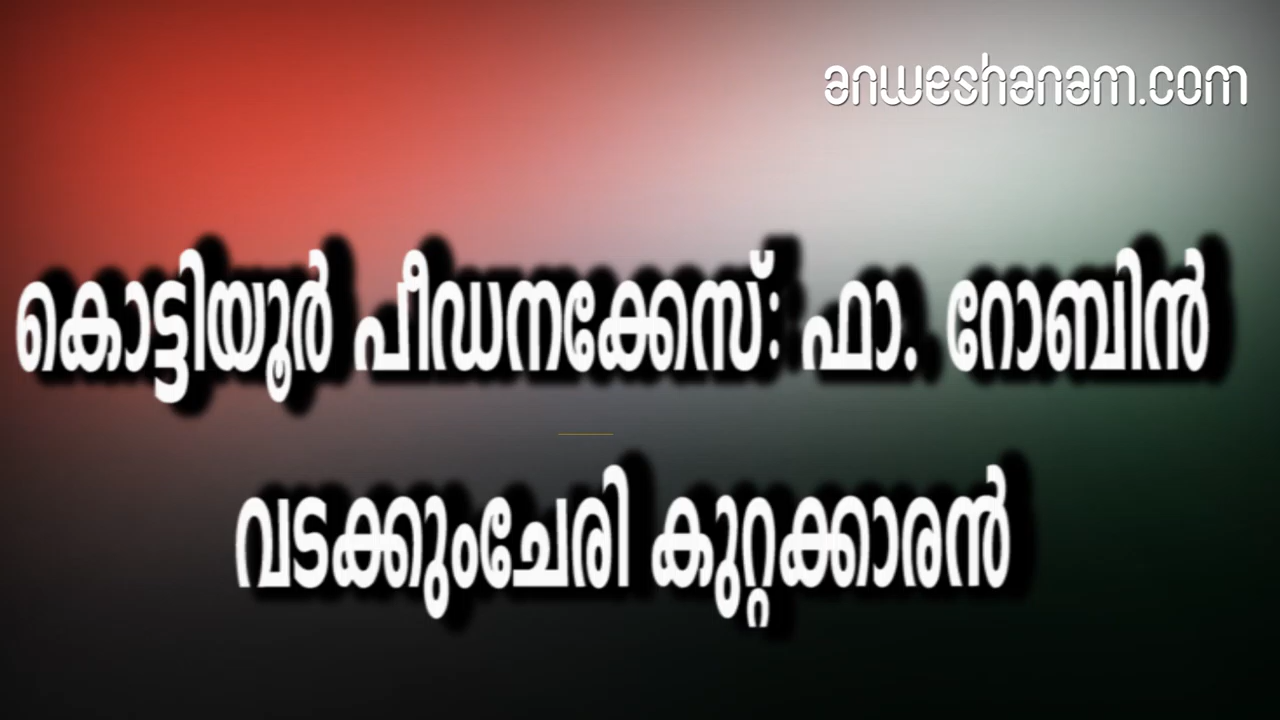 anweshanam.com
കൊട്ടിയൂർ പീഡനക്കേസ്: ഫാ. റോബിൻ
വടക്കുംചേരി കുറ്റക്കാരൻ